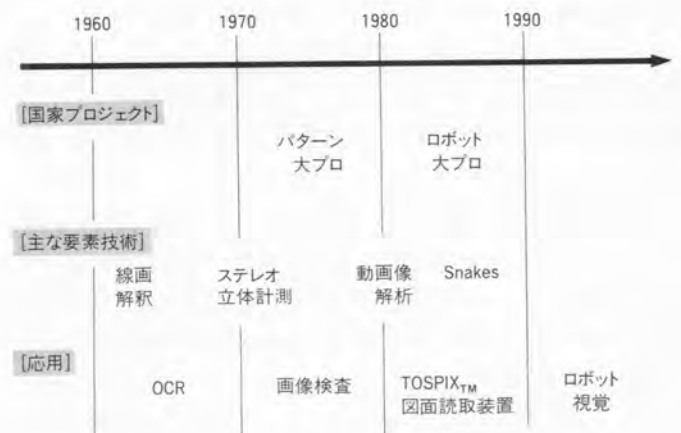 1960 1970 1980 1990
[国家プロジェクト]
パターン ロボット
大プロ 大プロ
[主な要素技術]
線画 ステレオ 動画像 Snakes
解釈 立体計測 解析
[応用]
OCR 画像検査 TOSPIX™ ロボット
図面読取装置 視覚